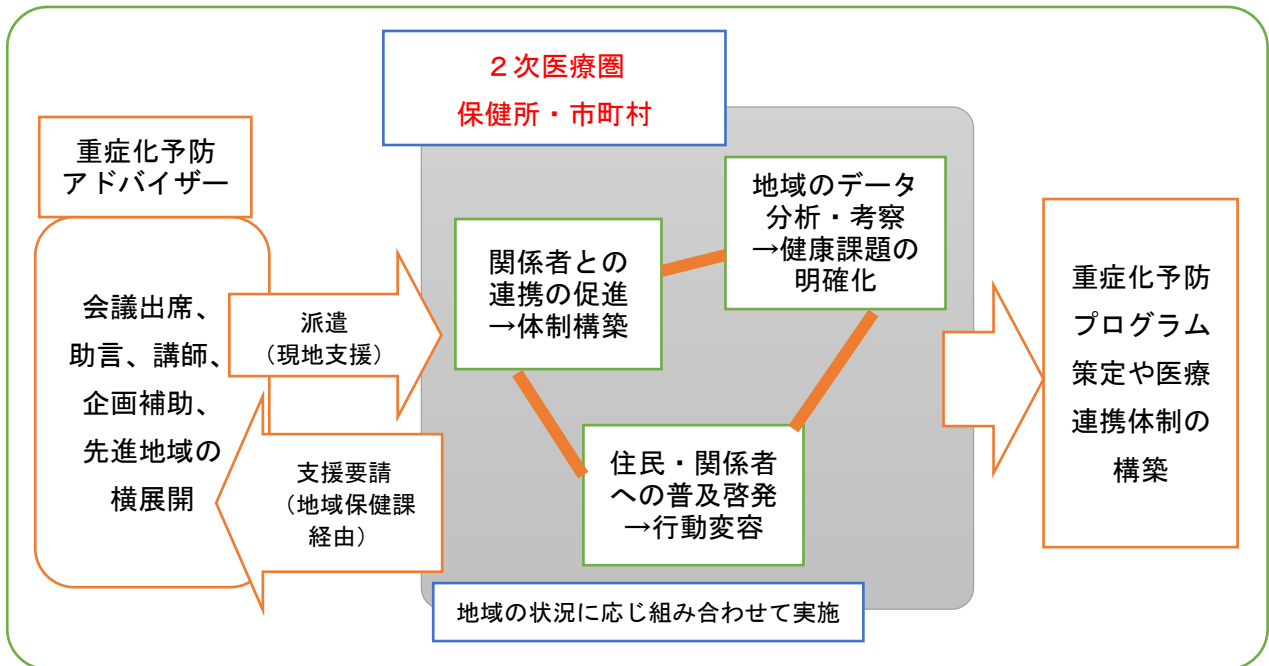 ２次医療圏
保健所・市町村
重症化予防
アドバイザー
会議出席、
助言、講師、
企画補助、
先進地域の
横展開
派遣
（現地支援）
支援要請
（地域保健課
経由）
関係者との
連携の促進
→体制構築
地域のデータ
分析・考察
→健康課題の
明確化
住民・関係者
への普及啓発
→行動変容
地域の状況に応じ組み合わせて実施
重症化予防
プログラム
策定や医療
連携体制の
構築